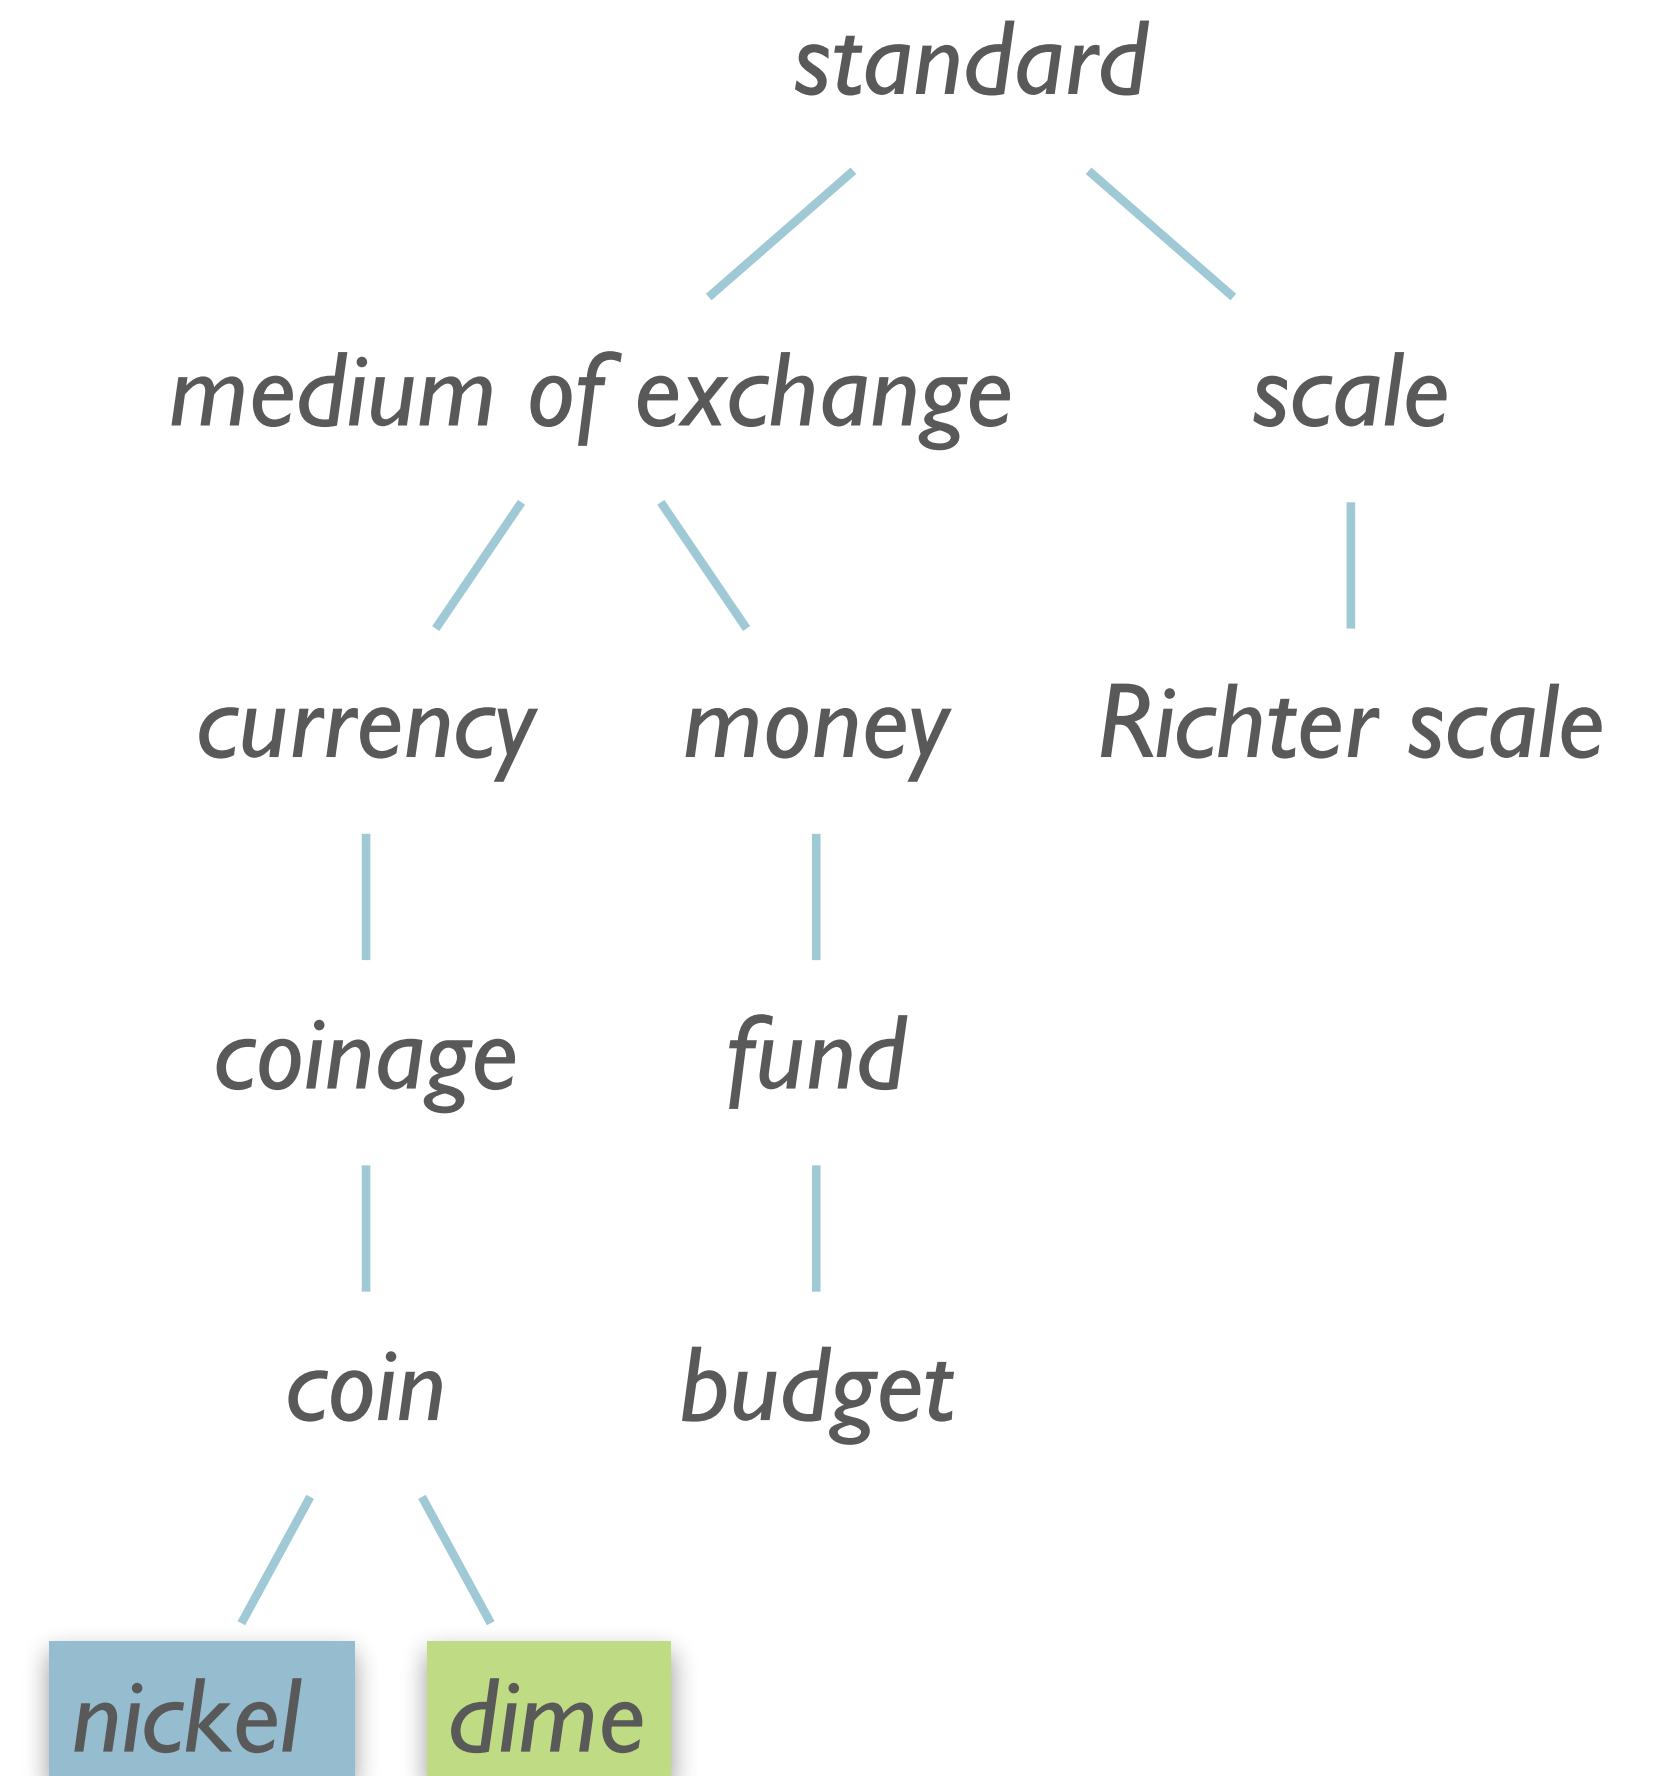 standard
medium of exchange
scale
currency
money
Richter scale
coinage
fund
coin
budget
nickel
dime